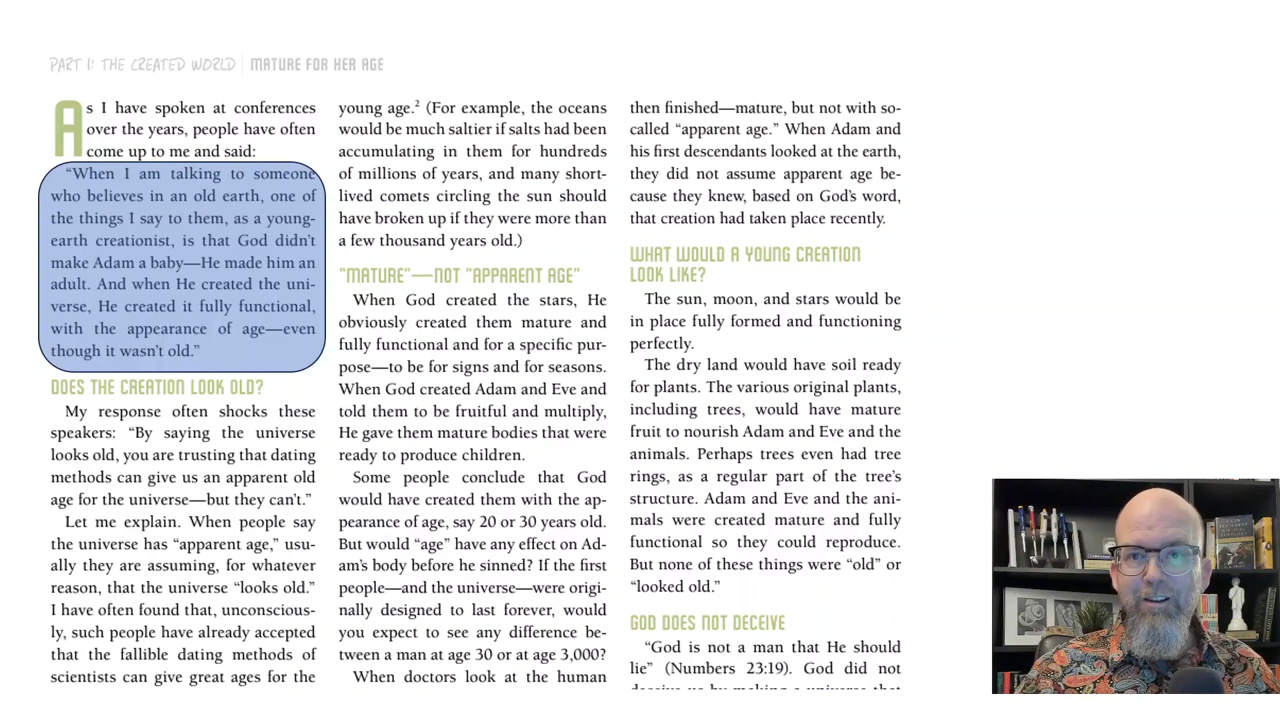 PART 1: THE CREATED WORLD | MATURE FOR HER AGE
As I have spoken at conferences
over the years, people have often
come up to me and said:
“When I am talking to someone
who believes in an old earth, one of
the things I say to them, as a young-
earth creationist, is that God didn’t
make Adam a baby—He made him an
adult. And when He created the uni-
verse, He created it fully functional,
with the appearance of age—even
though it wasn’t old.”
DOES THE CREATION LOOK OLD?
My response often shocks these
speakers: “By saying the universe
looks old, you are trusting that dating
methods can give us an apparent old
age for the universe—but they can’t.”
Let me explain. When people say
the universe has “apparent age,” usu-
ally they are assuming, for whatever
reason, that the universe “looks old.”
I have often found that, unconscious-
ly, such people have already accepted
that the fallible dating methods of
scientists can give great ages for the
young age.² (For example, the oceans
would be much saltier if salts had been
accumulating in them for hundreds
of millions of years, and many short-
lived comets circling the sun should
have broken up if they were more than
a few thousand years old.)
"MATURE"—NOT "APPARENT AGE"
When God created the stars, He
obviously created them mature and
fully functional and for a specific pur-
pose—to be for signs and for seasons.
When God created Adam and Eve and
told them to be fruitful and multiply,
He gave them mature bodies that were
ready to produce children.
Some people conclude that God
would have created them with the ap-
pearance of age, say 20 or 30 years old.
But would “age” have any effect on Ad-
am’s body before he sinned? If the first
people—and the universe—were origi-
nally designed to last forever, would
you expect to see any difference be-
tween a man at age 30 or at age 3,000?
When doctors look at the human
then finished—mature, but not with so-
called “apparent age.” When Adam and
his first descendants looked at the earth,
they did not assume apparent age be-
cause they knew, based on God’s word,
that creation had taken place recently.
WHAT WOULD A YOUNG CREATION
LOOK LIKE?
The sun, moon, and stars would be
in place fully formed and functioning
perfectly.
The dry land would have soil ready
for plants. The various original plants,
including trees, would have mature
fruit to nourish Adam and Eve and the
animals. Perhaps trees even had tree
rings, as a regular part of the tree’s
structure. Adam and Eve and the ani-
mals were created mature and fully
functional so they could reproduce.
But none of these things were “old” or
“looked old.”
GOD DOES NOT DECEIVE
“God is not a man that He should
lie” (Numbers 23:19). God did not